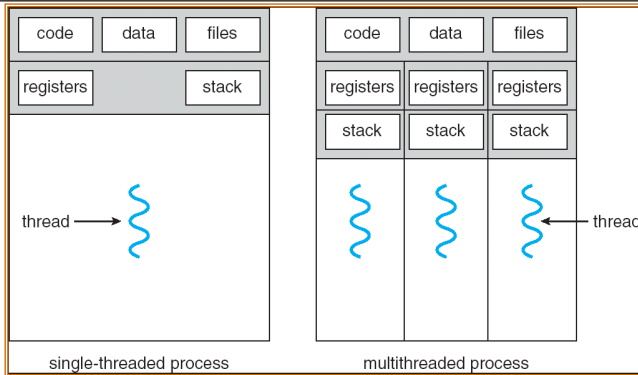 code data files
registers stack
thread
single-threaded process
code data files
registers registers registers
stack stack stack
thread
multithreaded process